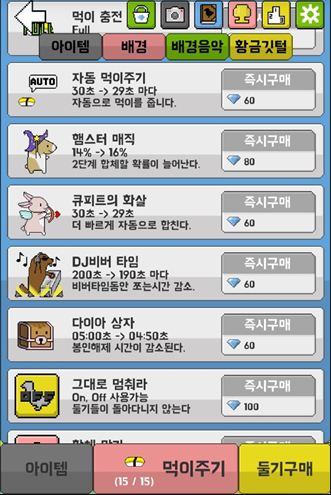 먹이 충전
Full
아이템
배경
배경음악
황금깃털
AUTO
자동 먹이주기
30초 -> 29초 마다
자동으로 먹이를 줍니다.
즉시구매
60
햄스터 매직
14% -> 16%
2단계 합체할 확률이 늘어난다.
즉시구매
80
큐피트의 화살
30초 -> 29초
더 빠르게 자동으로 합친다.
즉시구매
60
DJ비버 타임
200초 -> 190초 마다
비버타임동안 쪼는시간 감소.
즉시구매
60
다이아 상자
05:00초 -> 04:50초
봉인해제 시간이 감소된다.
즉시구매
60
OFF
그대로 멈춰라
On, Off 사용가능
둘기들이 돌아다니지 않는다
즉시구매
100
즉시구매
아이템
먹이주기
(15 / 15)
둘기구매